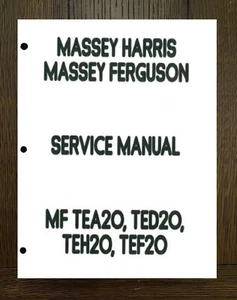 MASSEY HARRIS
MASSEY FERGUSON
SERVICE MANUAL
MF TEA20, TED20,
TEH20, TEF20